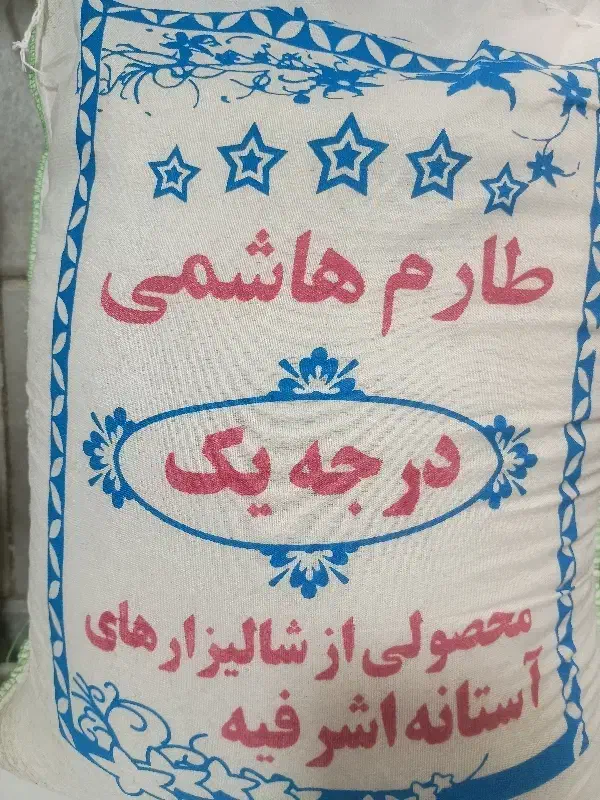 طارم هاشمی
درجه یک
محصولی از شالیزارهای
آستانه اشرفیه